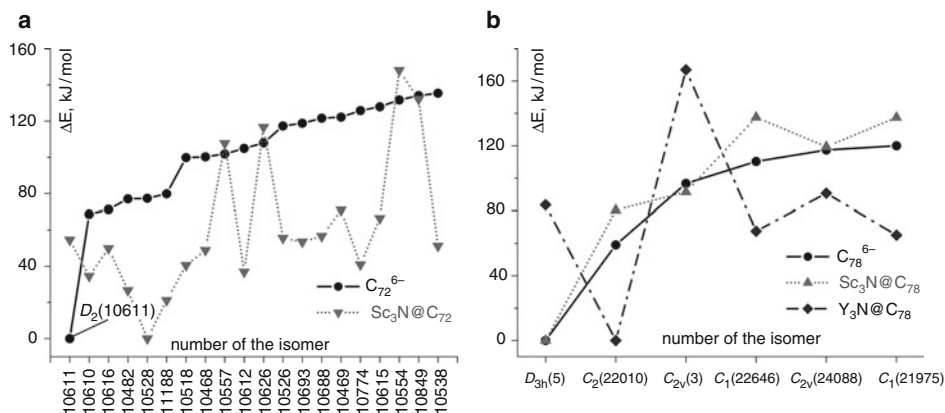 a
ΔE, kJ/mol
160
120
80
40
0
D2(10611)
C72 6–
Sc3N@C72
number of the isomer
10611
10610
10616
10482
10528
11188
10518
10468
10557
10612
10626
10526
10693
10688
10469
10774
10615
10554
10849
10538
b
ΔE, kJ/mol
160
120
80
40
0
C78 6–
Sc3N@C78
Y3N@C78
number of the isomer
D3h(5) C2(22010) C2v(3) C1(22646) C2v(24088) C1(21975)